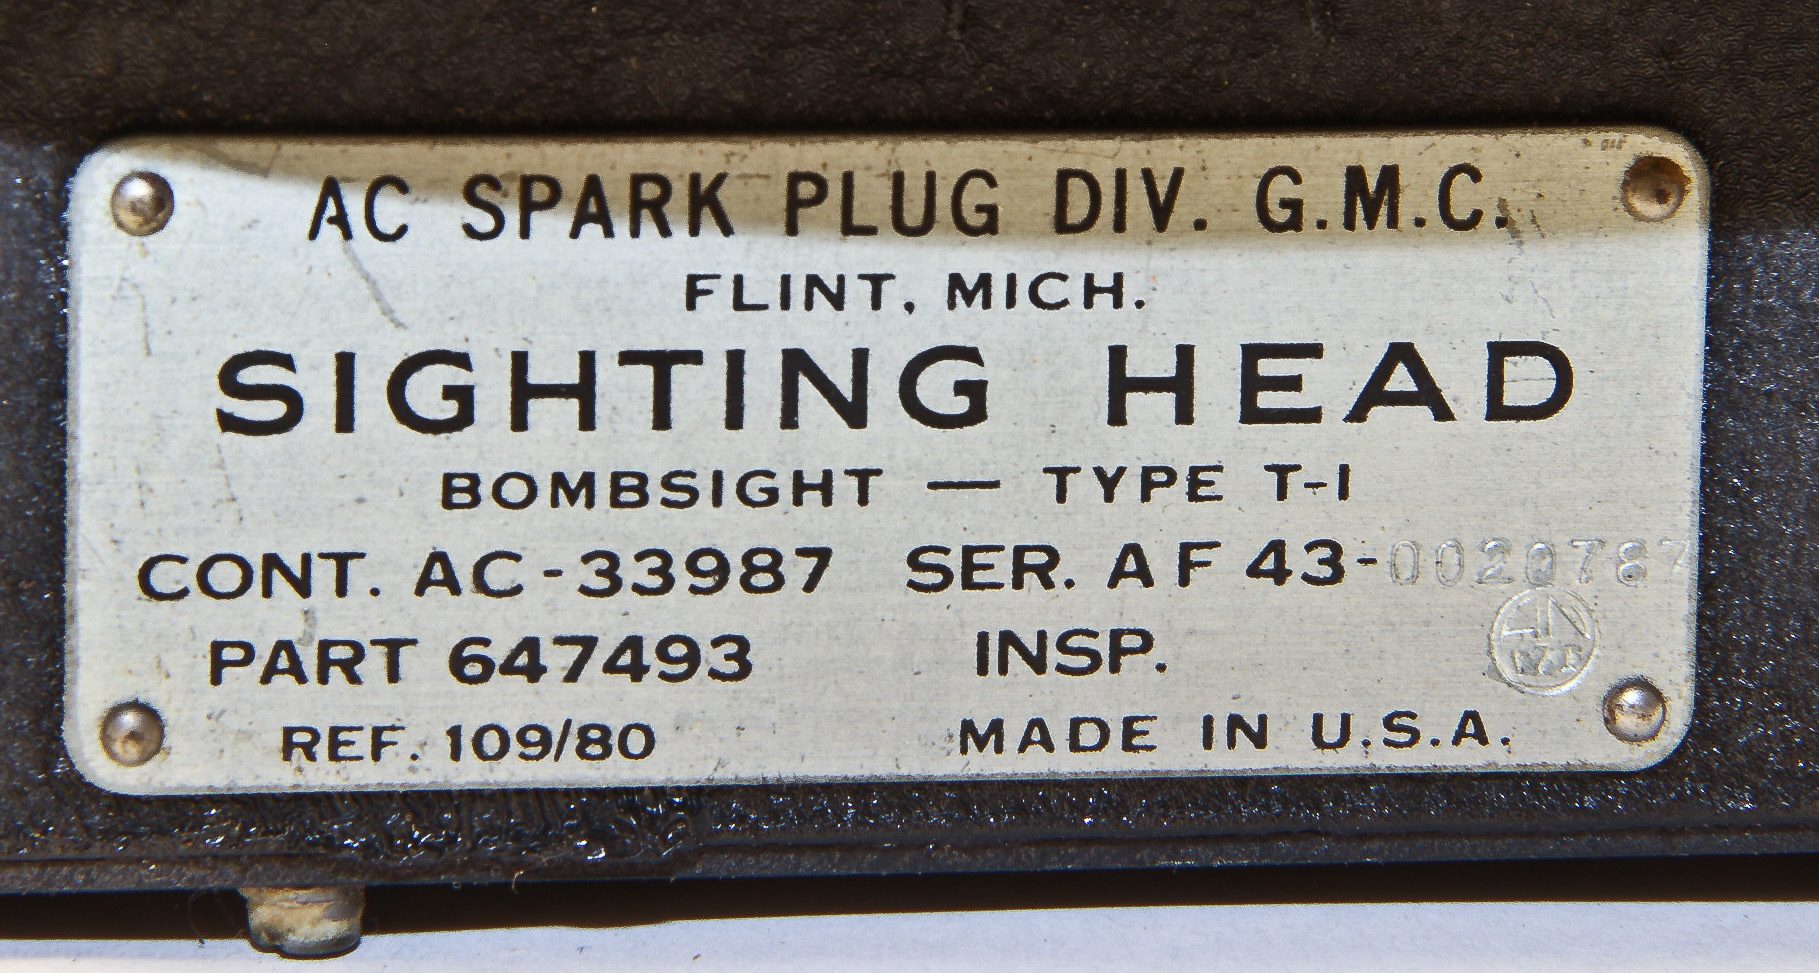 AC SPARK PLUG DIV. G.M.C.
FLINT, MICH.
SIGHTING HEAD
BOMBSIGHT — TYPE T-1
CONT. AC-33987 SER. AF 43-0020787
PART 647493 INSP.
REF. 109/80 MADE IN U.S.A.